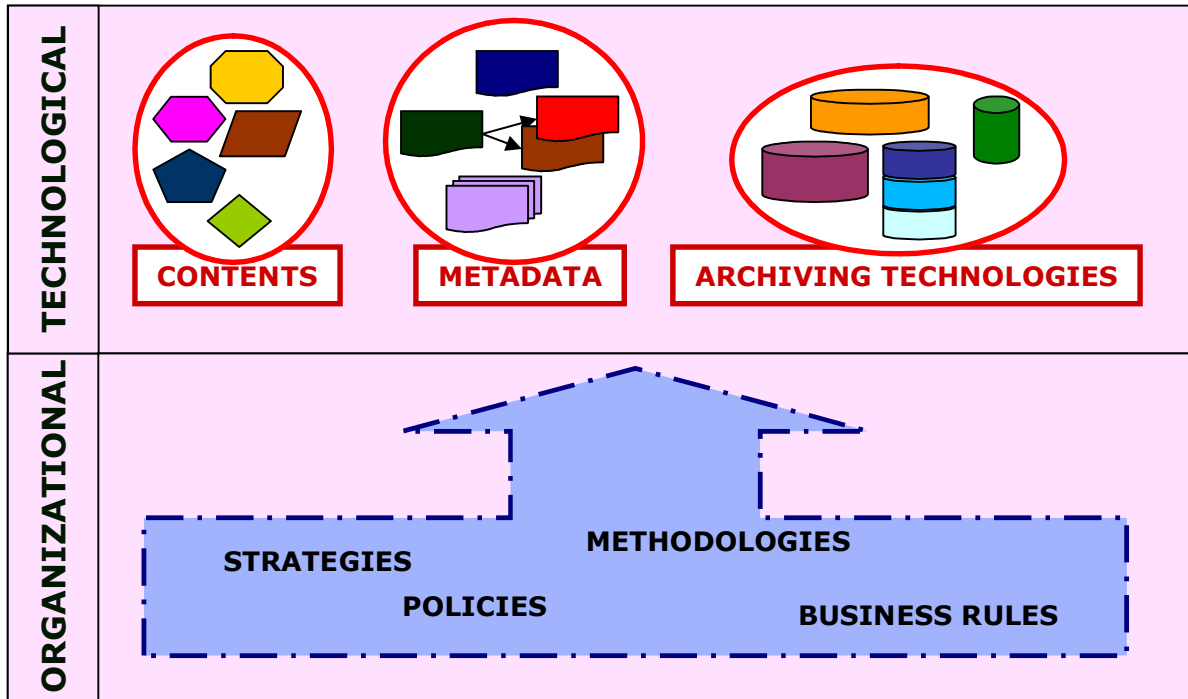 TECHNOLOGICAL
CONTENTS
METADATA
ARCHIVING TECHNOLOGIES
ORGANIZATIONAL
METHODOLOGIES
STRATEGIES
POLICIES
BUSINESS RULES